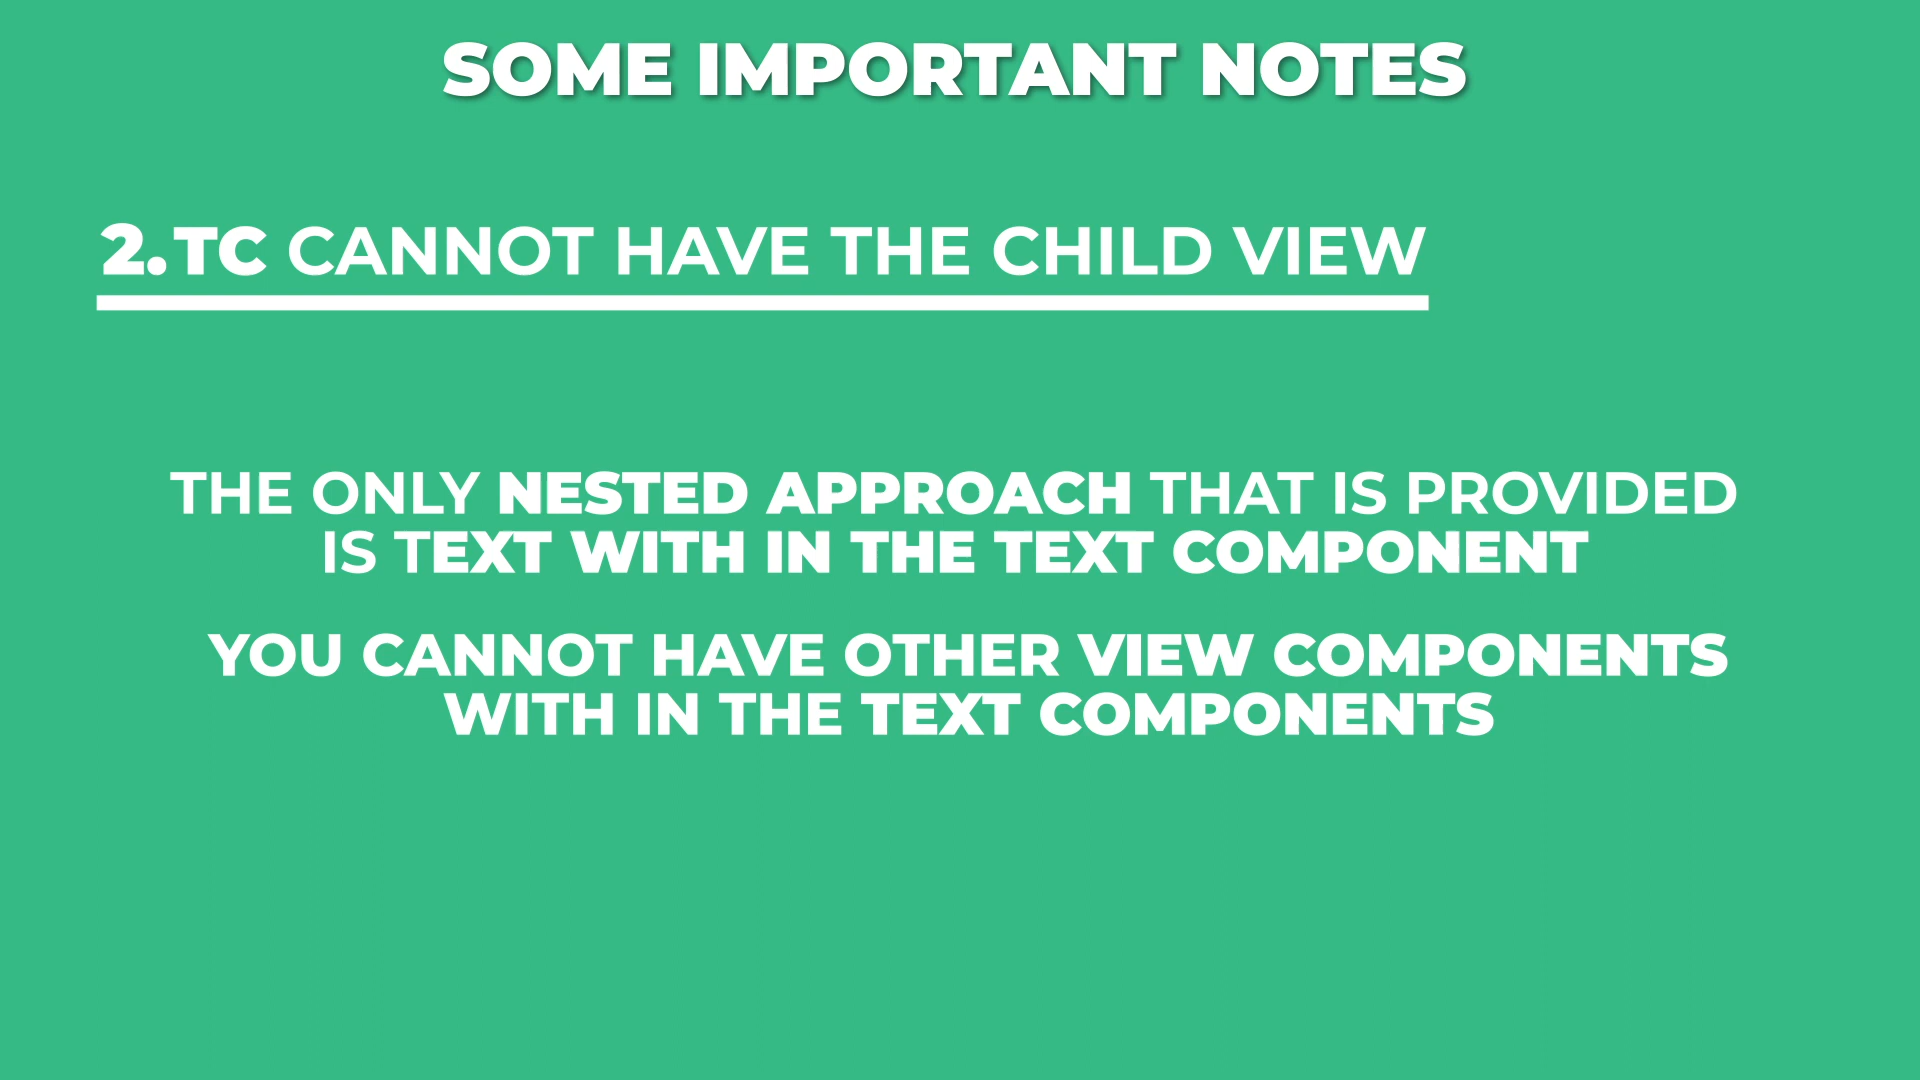 SOME IMPORTANT NOTES
2.TC CANNOT HAVE THE CHILD VIEW
THE ONLY NESTED APPROACH THAT IS PROVIDED
IS TEXT WITH IN THE TEXT COMPONENT
YOU CANNOT HAVE OTHER VIEW COMPONENTS
WITH IN THE TEXT COMPONENTS